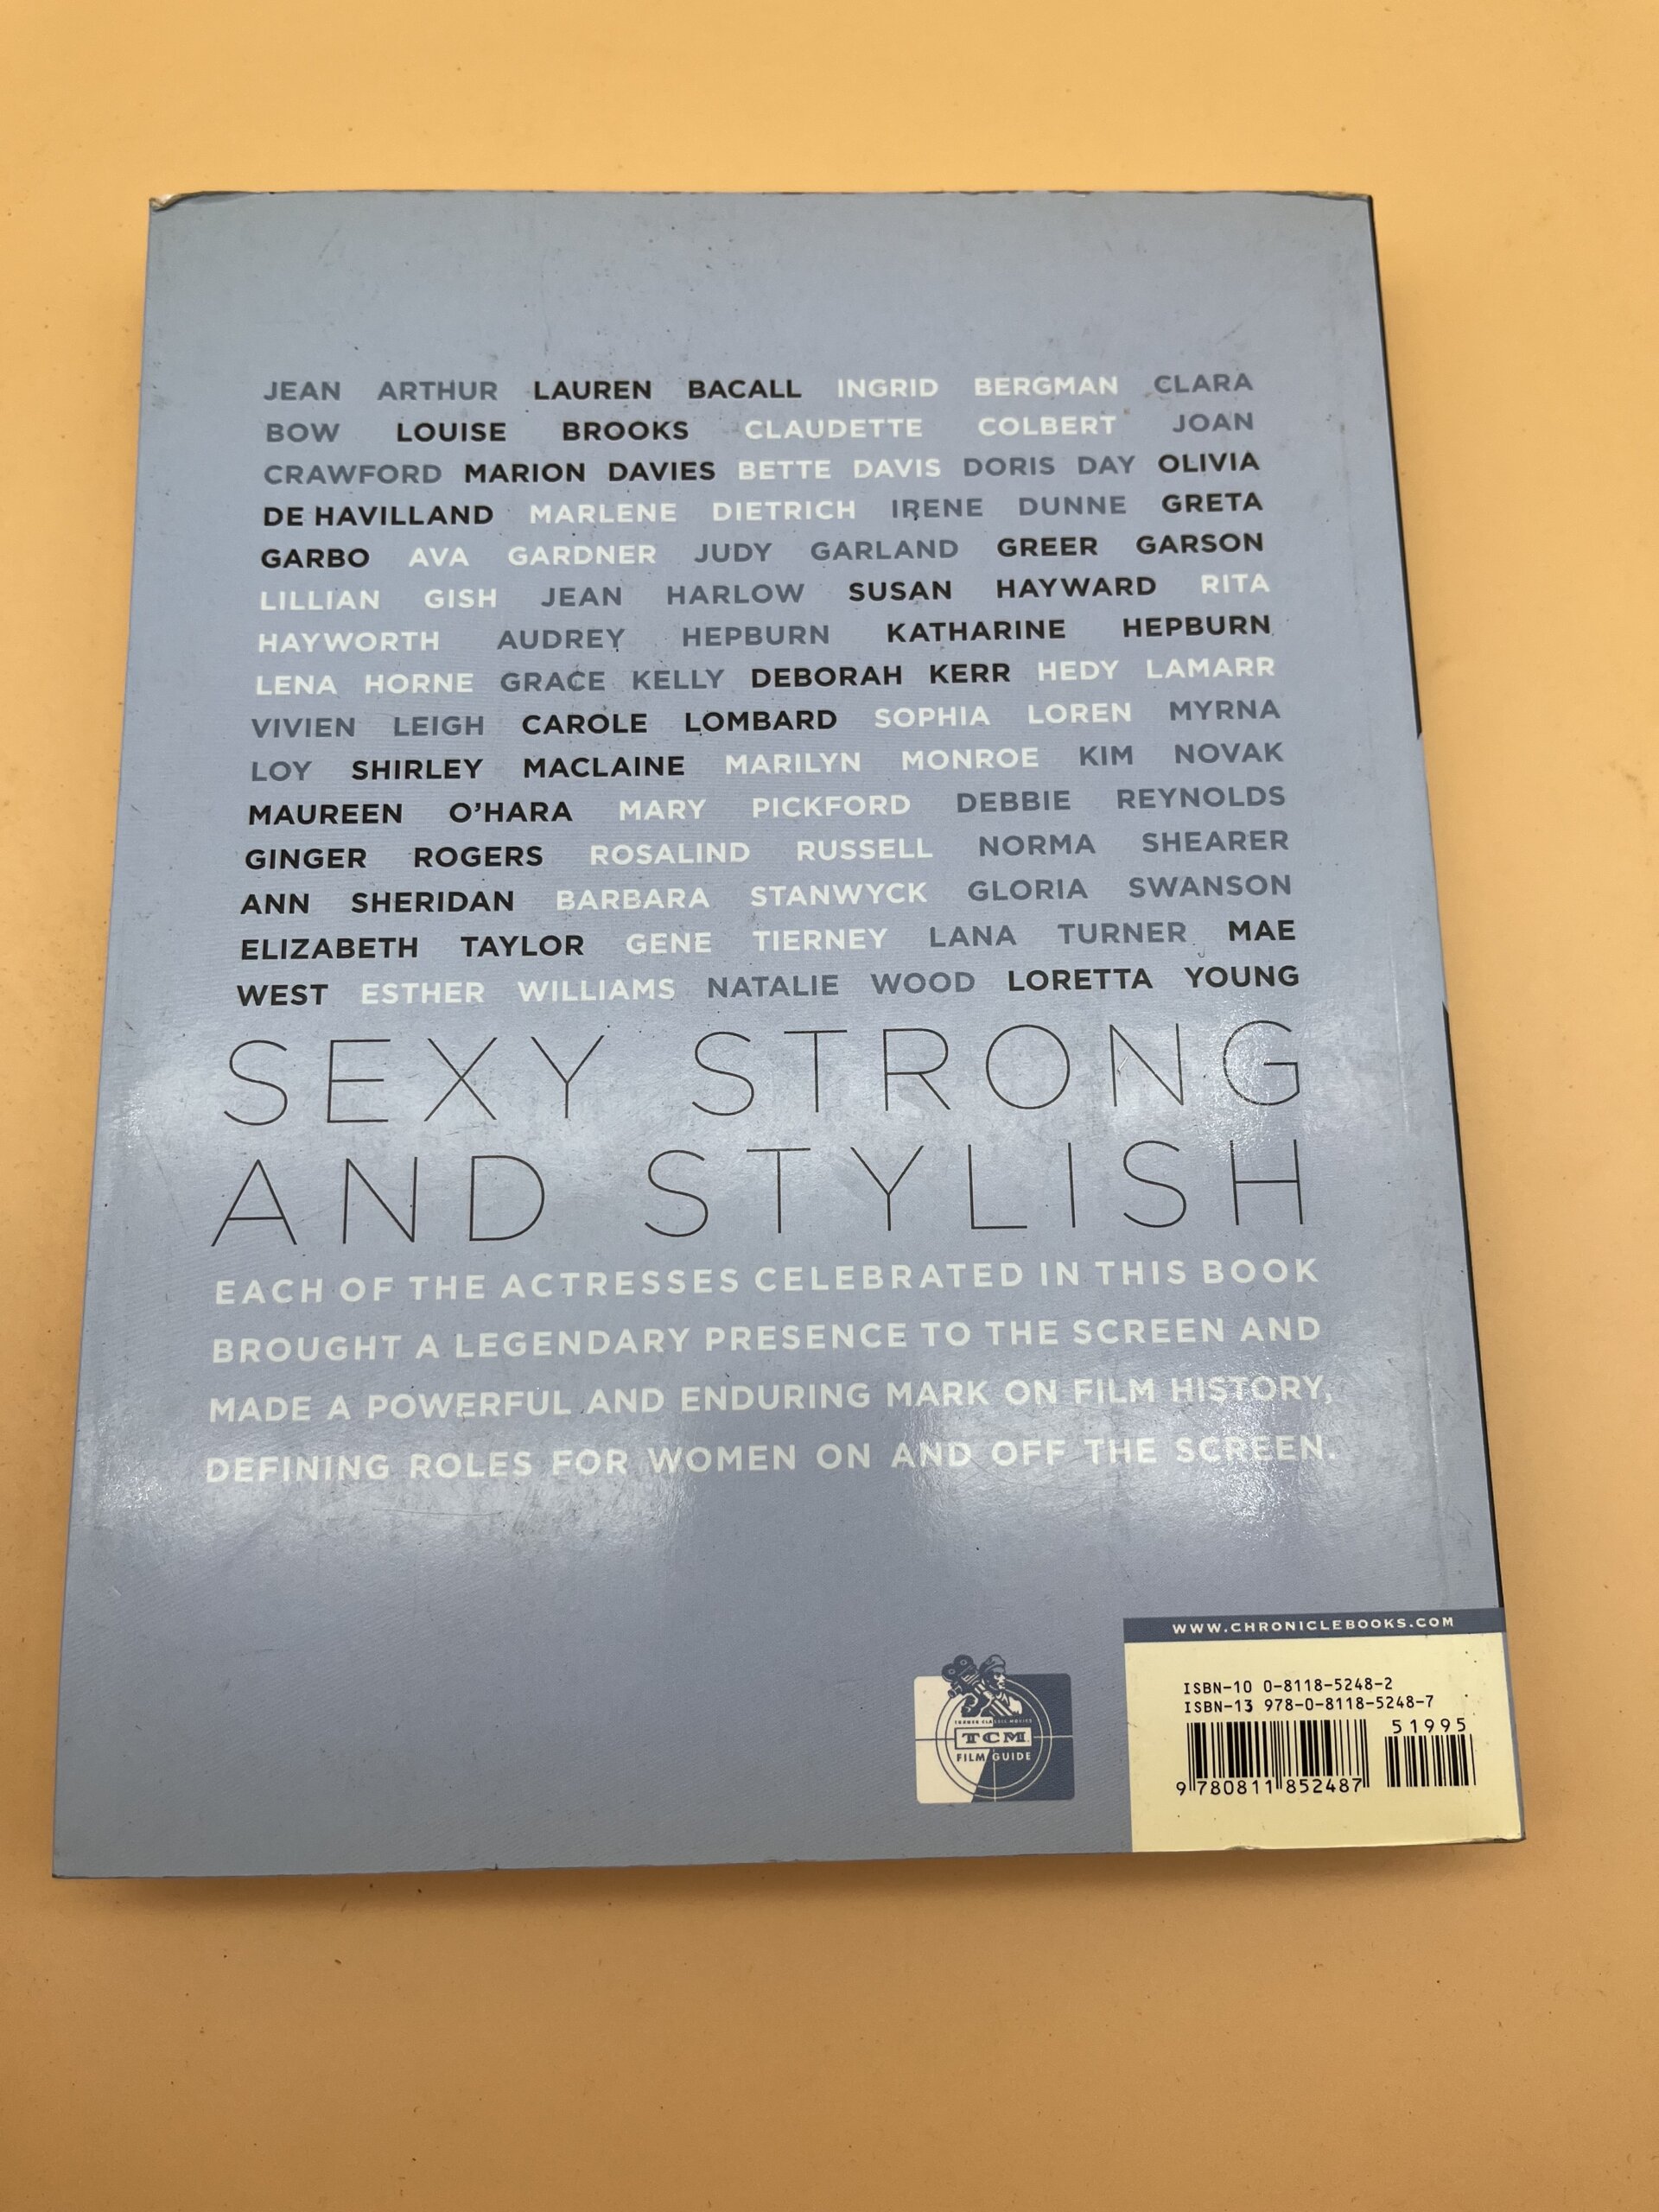 JEAN ARTHUR LAUREN BACALL INGRID BERGMAN CLARA
BOW LOUISE BROOKS CLAUDETTE COLBERT JOAN
CRAWFORD MARION DAVIES BETTE DAVIS DORIS DAY OLIVIA
DE HAVILLAND MARLENE DIETRICH IRENE DUNNE GRETA
GARBO AVA GARDNER JUDY GARLAND GREER GARSON
LILLIAN GISH JEAN HARLOW SUSAN HAYWARD RITA
HAYWORTH AUDREY HEPBURN KATHARINE HEPBURN
LENA HORNE GRACE KELLY DEBORAH KERR HEDY LAMARR
VIVIEN LEIGH CAROLE LOMBARD SOPHIA LOREN MYRNA
LOY SHIRLEY MACLAINE MARILYN MONROE KIM NOVAK
MAUREEN O'HARA MARY PICKFORD DEBBIE REYNOLDS
GINGER ROGERS ROSALIND RUSSELL NORMA SHEARER
ANN SHERIDAN BARBARA STANWYCK GLORIA SWANSON
ELIZABETH TAYLOR GENE TIERNEY LANA TURNER MAE
WEST ESTHER WILLIAMS NATALIE WOOD LORETTA YOUNG
SEXY STRONG
AND STYLISH
EACH OF THE ACTRESSES CELEBRATED IN THIS BOOK
BROUGHT A LEGENDARY PRESENCE TO THE SCREEN AND
MADE A POWERFUL AND ENDURING MARK ON FILM HISTORY,
DEFINING ROLES FOR WOMEN ON AND OFF THE SCREEN.
TURNER CLASSIC MOVIES
TCM
FILM GUIDE
WWW.CHRONICLEBOOKS.COM
ISBN-10 0-8118-5248-2
ISBN-13 978-0-8118-5248-7
51995
9 780811 852487